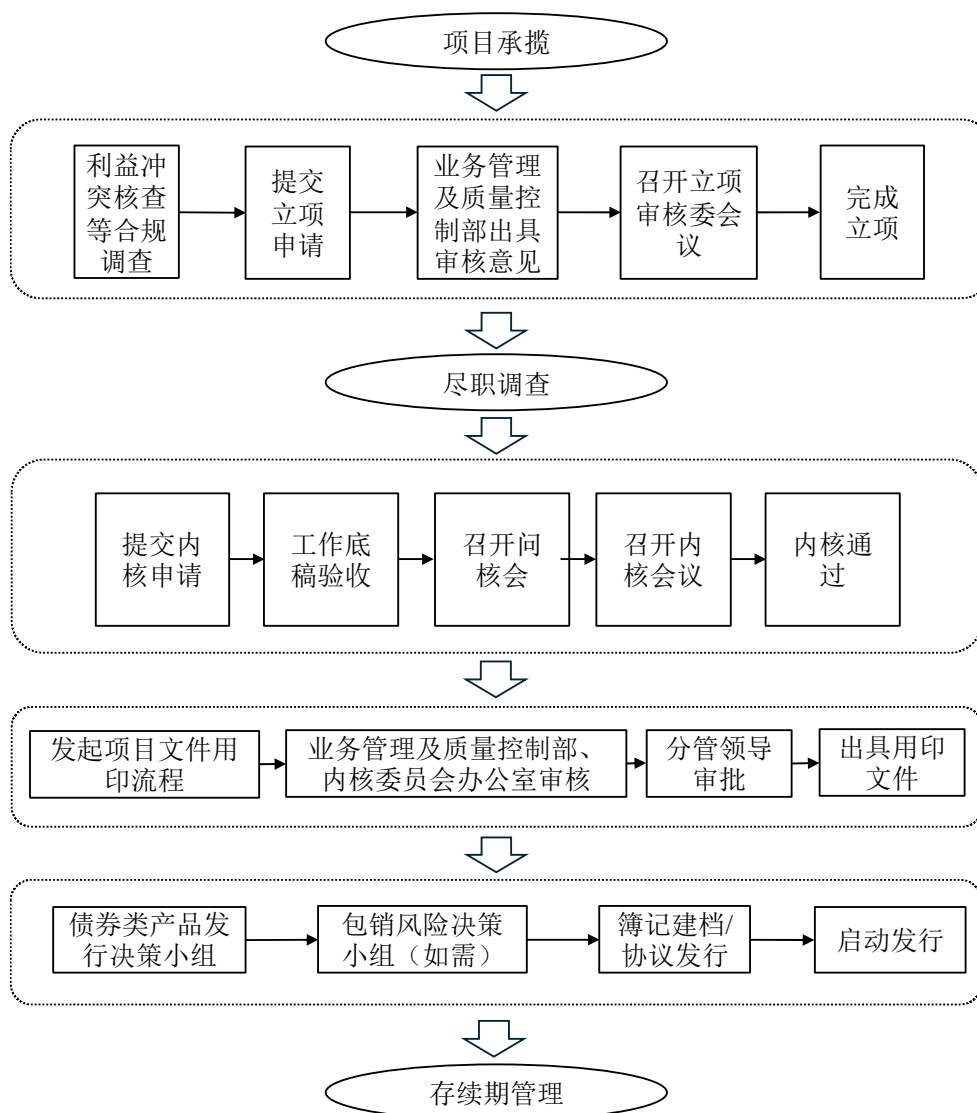 项目承揽
利益冲
突核查
等合规
调查
提交
立项
申请
业务管理
及质量控
制部出具
审核意见
召开立项
审核委会
议
完成
立项
尽职调查
提交内
核申请
工作底
稿验收
召开问
核会
召开内
核会议
内核通
过
发起项目文件用
印流程
业务管理及质量控制部、
内核委员会办公室审核
分管领导
审批
出具用印
文件
债券类产品发
行决策小组
包销风险决策
小组（如需）
簿记建档/
协议发行
启动发行
存续期管理